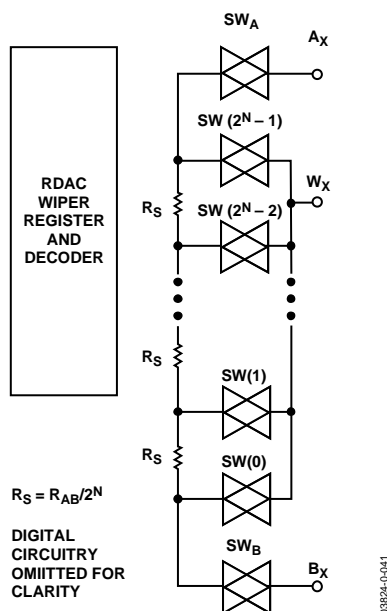 SWA
AX
SW (2N – 1)
RDAC
WIPER
REGISTER
AND
DECODER
WX
RS
SW (2N – 2)
RS
SW(1)
RS
SW(0)
RS = RAB/2N
DIGITAL
CIRCUITRY
OMIITTED FOR
CLARITY
SWB
BX
03824-0-041